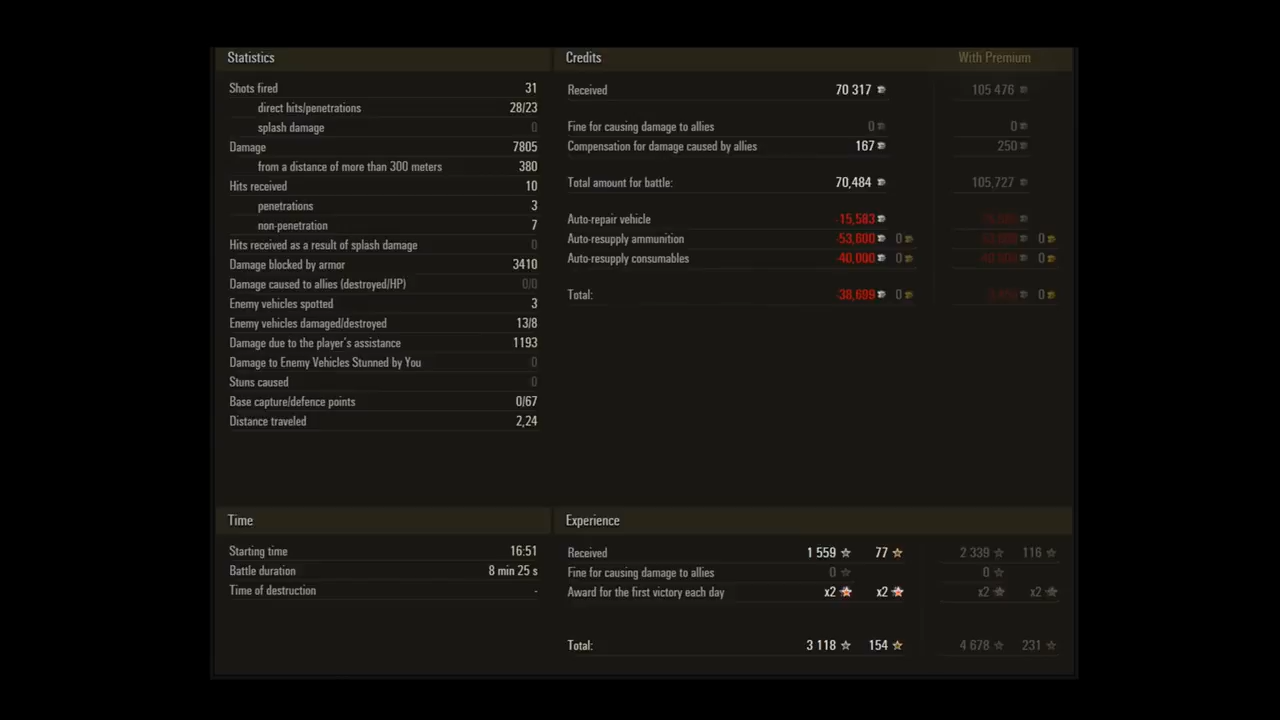 Statistics
Shots fired 31
direct hits/penetrations 28/23
splash damage 0
Damage 7805
from a distance of more than 300 meters 380
Hits received 10
penetrations 3
non-penetration 7
Hits received as a result of splash damage 0
Damage blocked by armor 3410
Damage caused to allies (destroyed/HP) 0/0
Enemy vehicles spotted 3
Enemy vehicles damaged/destroyed 13/8
Damage due to the player's assistance 1193
Damage to Enemy Vehicles Stunned by You 0
Stuns caused 0
Base capture/defence points 0/67
Distance traveled 2,24
Credits With Premium
Received 70 317 105 476
Fine for causing damage to allies 0 0
Compensation for damage caused by allies 167 250
Total amount for battle: 70,484 105,727
Auto-repair vehicle -15,583
Auto-resupply ammunition -53,600 0 0
Auto-resupply consumables -40,000 0 0
Total: -38,699 0 0
Time
Starting time 16:51
Battle duration 8 min 25 s
Time of destruction -
Experience
Received 1 559 77 2 339 116
Fine for causing damage to allies 0 0
Award for the first victory each day x2 x2 x2 x2
Total: 3 118 154 4 678 231